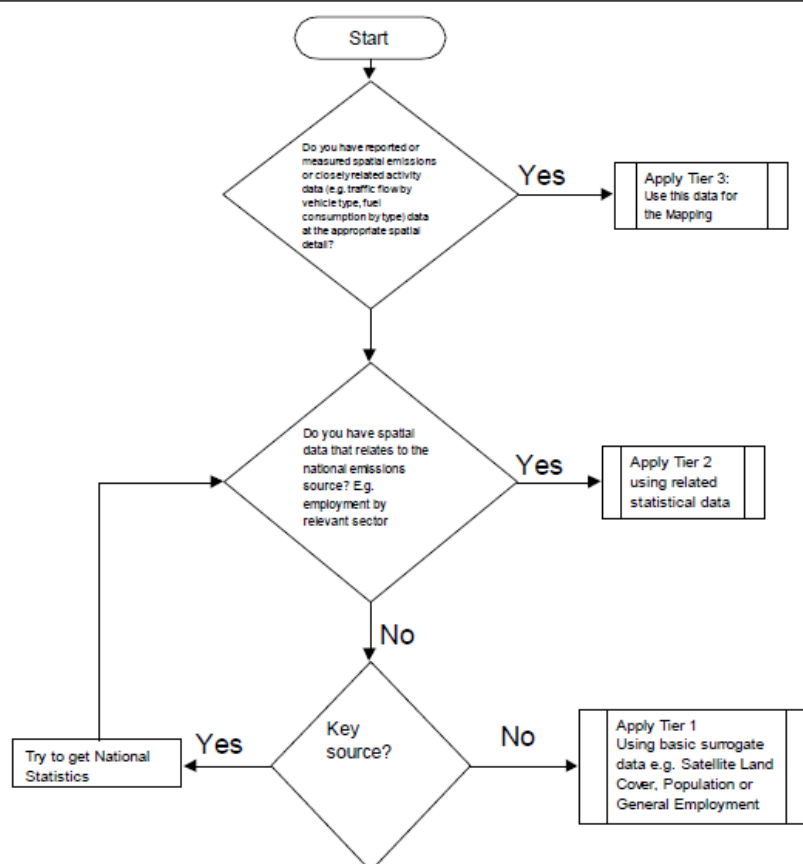 Start
Do you have reported or
measured spatial emissions
or closely related activity
data (e.g. traffic flow by
vehicle type, fuel
consumption by type) data
at the appropriate spatial
detail?
Yes
Apply Tier 3:
Use this data for
the Mapping
Do you have spatial
data that relates to the
national emissions
source? E.g.
employment by
relevant sector
Yes
Apply Tier 2
using related
statistical data
No
Key
source?
Yes
Try to get National
Statistics
No
Apply Tier 1
Using basic surrogate
data e.g. Satellite Land
Cover, Population or
General Employment